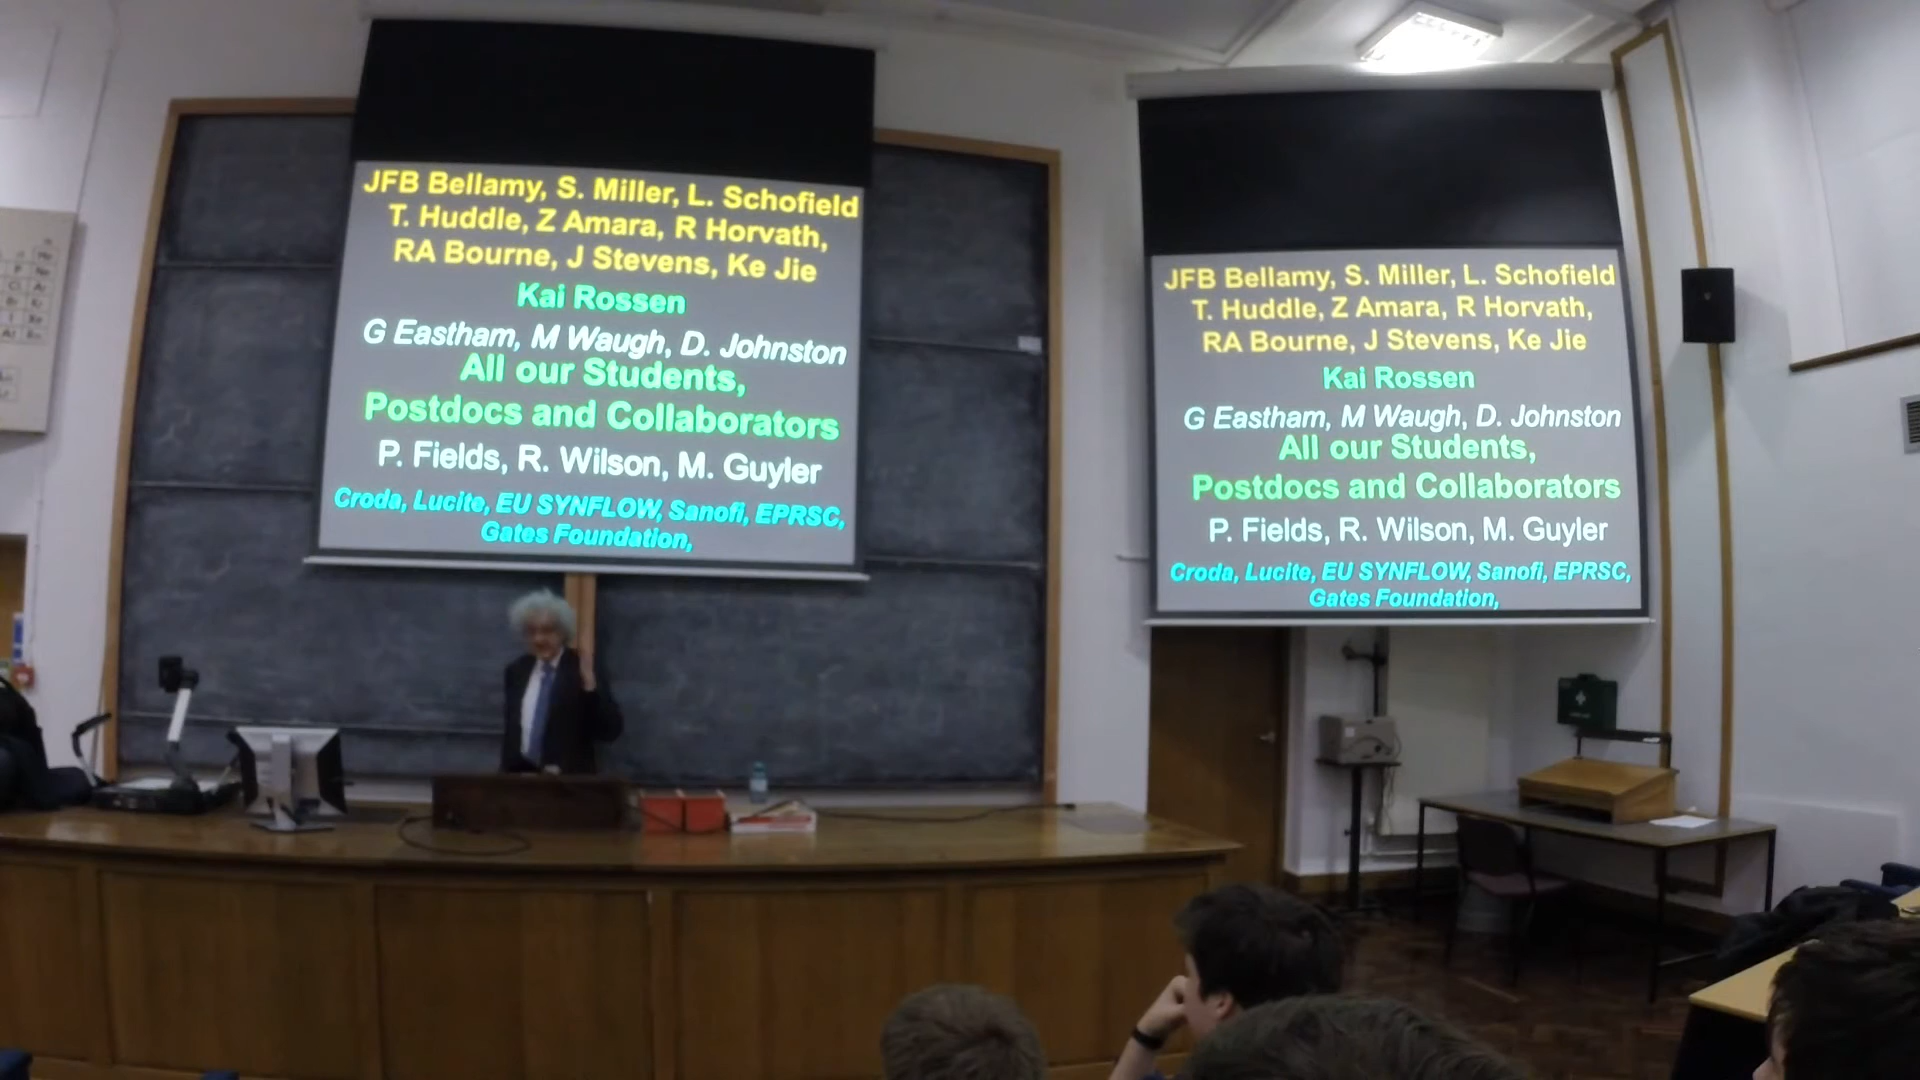 JFB Bellamy, S. Miller, L. Schofield
T. Huddle, Z Amara, R Horvath,
RA Bourne, J Stevens, Ke Jie
Kai Rossen
G Eastham, M Waugh, D. Johnston
All our Students,
Postdocs and Collaborators
P. Fields, R. Wilson, M. Guyler
Croda, Lucite, EU SYNFLOW, Sanofi, EPRSC,
Gates Foundation,
JFB Bellamy, S. Miller, L. Schofield
T. Huddle, Z Amara, R Horvath,
RA Bourne, J Stevens, Ke Jie
Kai Rossen
G Eastham, M Waugh, D. Johnston
All our Students,
Postdocs and Collaborators
P. Fields, R. Wilson, M. Guyler
Croda, Lucite, EU SYNFLOW, Sanofi, EPRSC,
Gates Foundation,